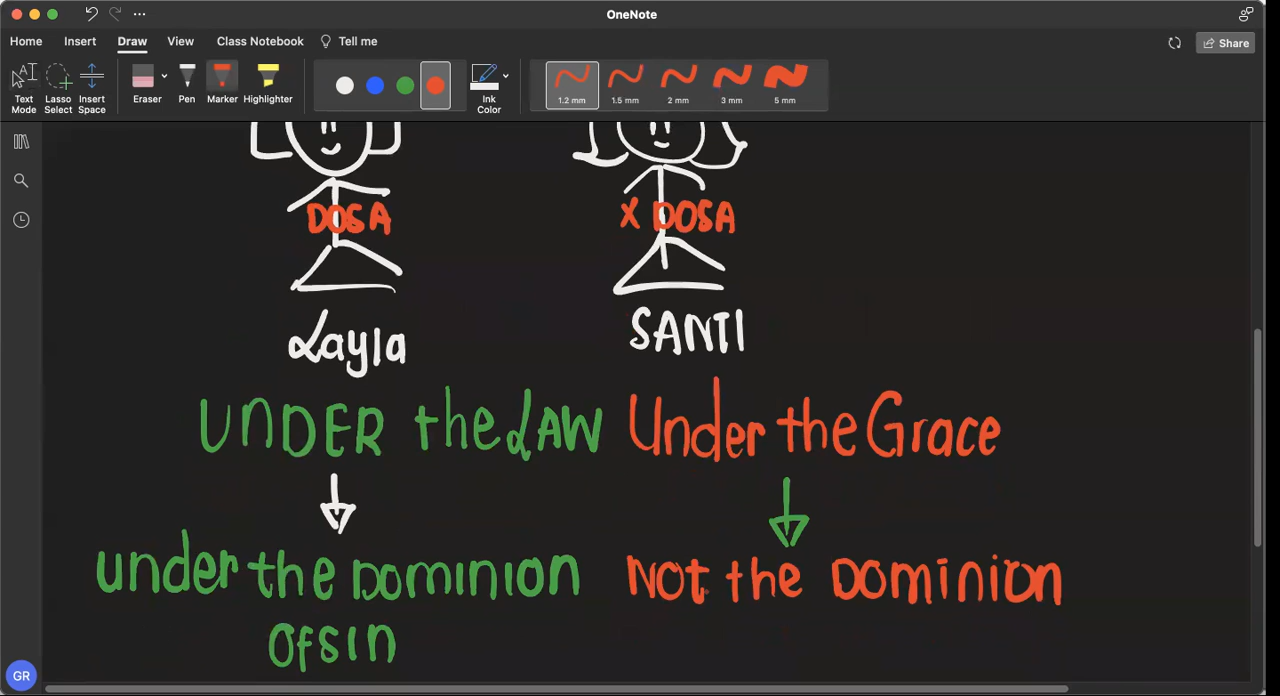 OneNote
Home Insert Draw View Class Notebook Tell me
Share
Text Mode
Lasso Select
Insert Space
Eraser
Pen
Marker
Highlighter
Ink Color
1.2 mm
1.5 mm
2 mm
3 mm
5 mm
DOSA
X DOSA
Layla
SANTI
UNDER the LAW
Under the Grace
under the DOMINION
OF SIN
NOT the DOMINION
GR